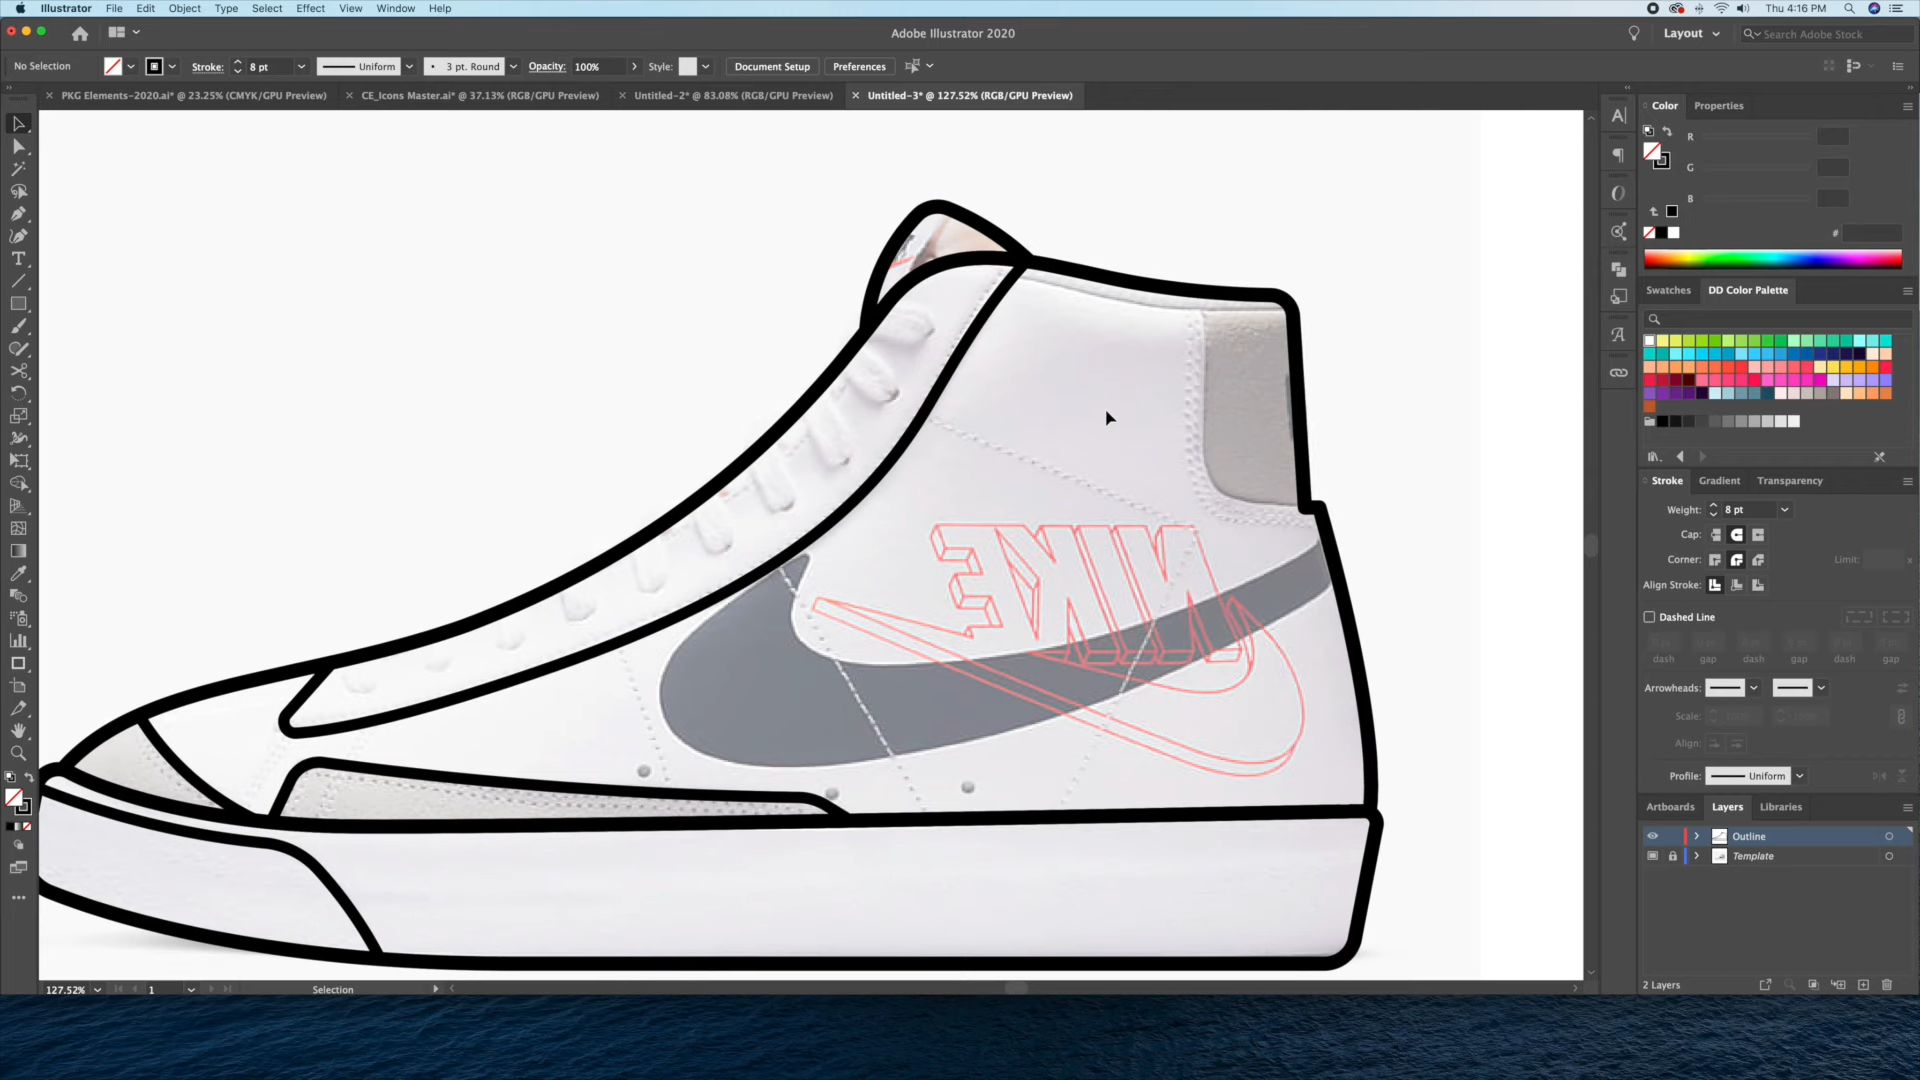 Illustrator File Edit Object Type Select Effect View Window Help
Thu 4:16 PM
Adobe Illustrator 2020
Layout
Search Adobe Stock
No Selection
Stroke: 8 pt
Uniform
3 pt. Round
Opacity: 100%
Style:
Document Setup
Preferences
PKG Elements-2020.ai* @ 23.25% (CMYK/GPU Preview)
CE_Icons Master.ai* @ 37.13% (RGB/GPU Preview)
Untitled-2* @ 83.08% (RGB/GPU Preview)
Untitled-3* @ 127.52% (RGB/GPU Preview)
Color
Properties
R
G
B
#
Swatches
DD Color Palette
Stroke
Gradient
Transparency
Weight: 8 pt
Cap:
Corner:
Limit:
Align Stroke:
Dashed Line
dash gap dash gap dash gap
Arrowheads:
Scale:
Align:
Profile: Uniform
Artboards
Layers
Libraries
Outline
Template
2 Layers
NIKE
127.52%
1
Selection